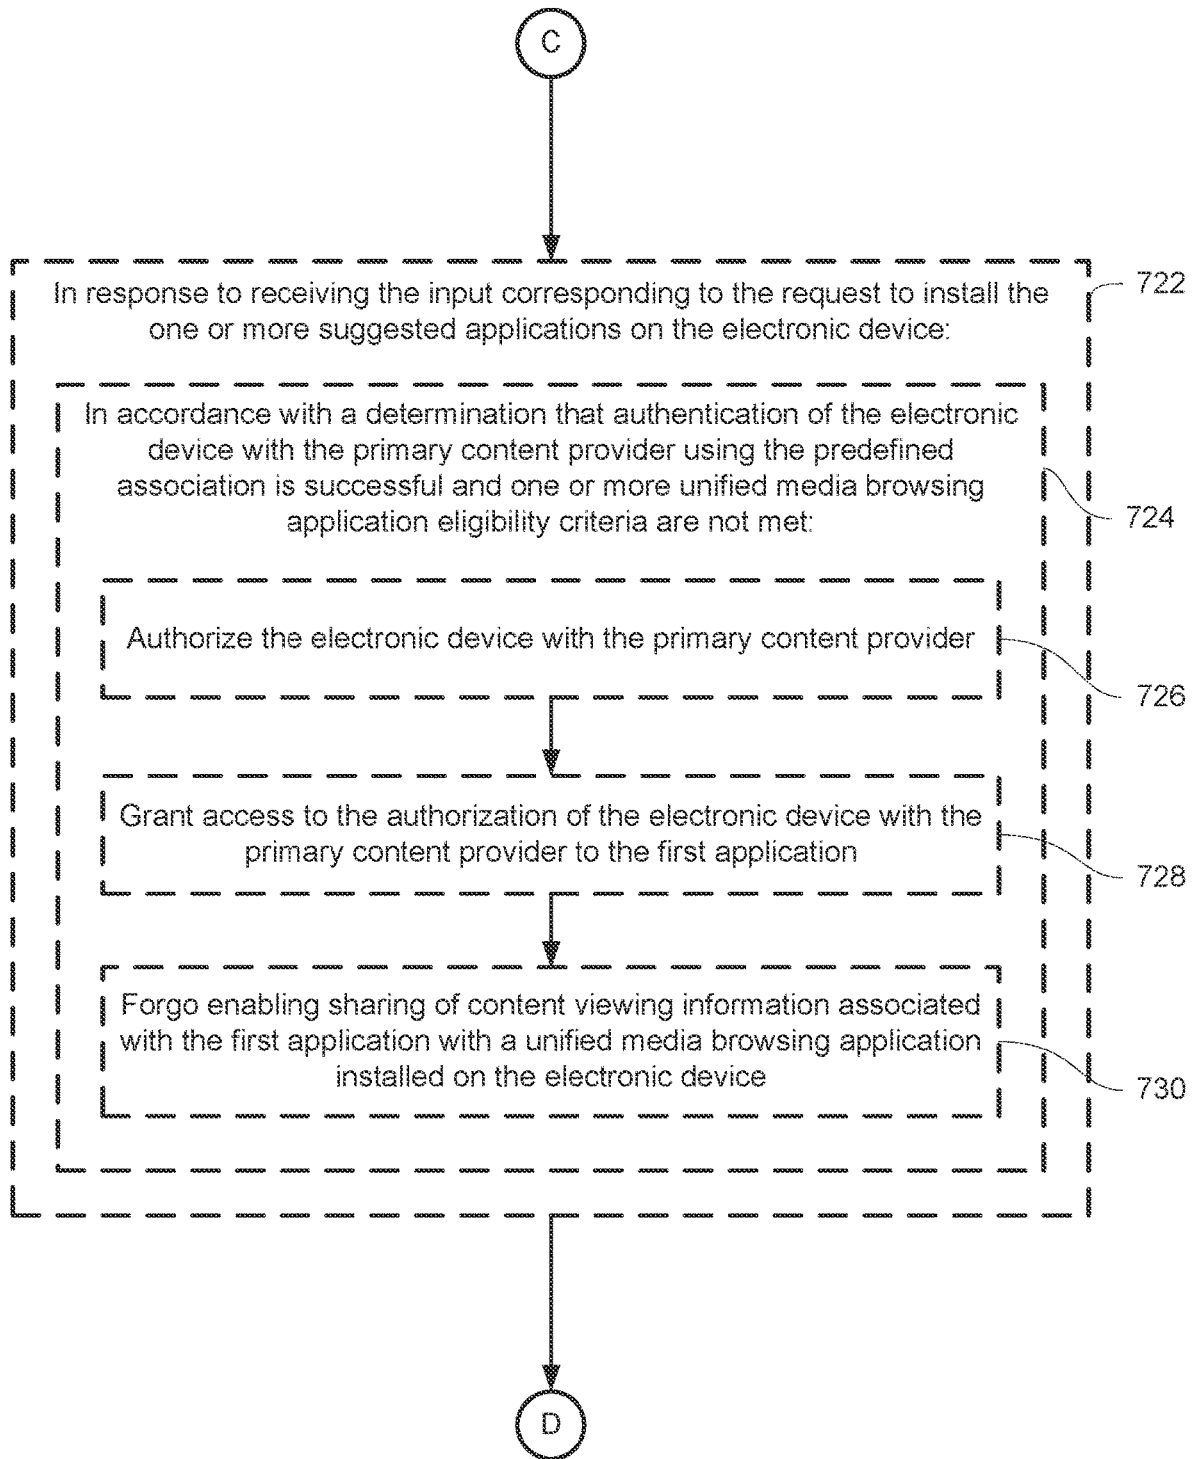 C
In response to receiving the input corresponding to the request to install the
one or more suggested applications on the electronic device:
722
In accordance with a determination that authentication of the electronic
device with the primary content provider using the predefined
association is successful and one or more unified media browsing
application eligibility criteria are not met:
724
Authorize the electronic device with the primary content provider
726
Grant access to the authorization of the electronic device with the
primary content provider to the first application
728
Forgo enabling sharing of content viewing information associated
with the first application with a unified media browsing application
installed on the electronic device
730
D